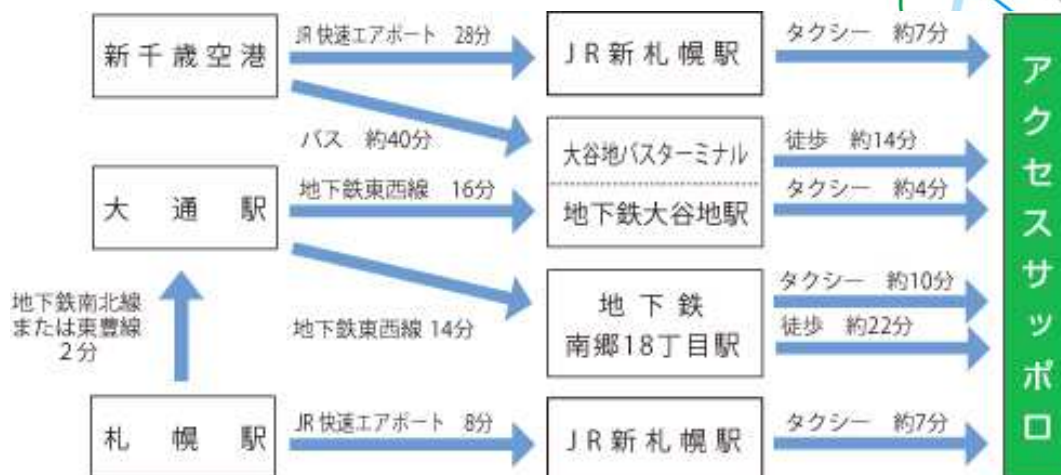 新千歳空港
JR快速エアポート 28分
JR新札幌駅
タクシー 約7分
バス 約40分
大谷地バスターミナル
徒歩 約14分
大通駅
地下鉄東西線 16分
地下鉄大谷地駅
タクシー 約4分
地下鉄東西線 14分
地下鉄
南郷18丁目駅
タクシー 約10分
徒歩 約22分
地下鉄南北線
または東豊線
2分
札幌駅
JR快速エアポート 8分
JR新札幌駅
タクシー 約7分
アクセスサッポロ